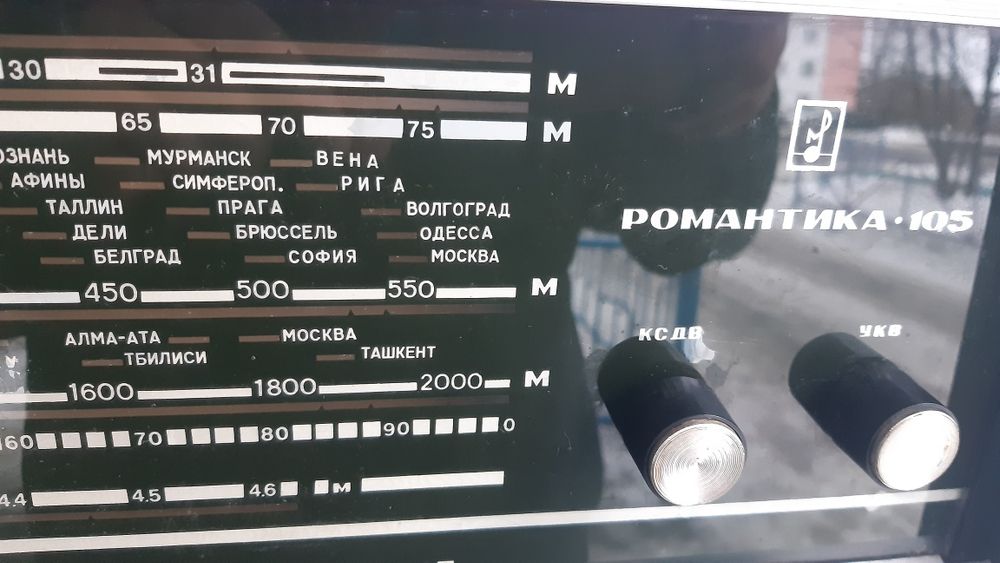 30 31 М
65 70 75 М
ОЗНАНЬ МУРМАНСК ВЕНА
АФИНЫ СИМФЕРОП. РИГА
ТАЛЛИН ПРАГА ВОЛГОГРАД
ДЕЛИ БРЮССЕЛЬ ОДЕССА
БЕЛГРАД СОФИЯ МОСКВА
450 500 550 М
АЛМА-АТА МОСКВА
ТБИЛИСИ ТАШКЕНТ
1600 1800 2000 М
60 70 80 90 0
4.4 4.5 4.6 М
РОМАНТИКА·105
КСДВ УКВ